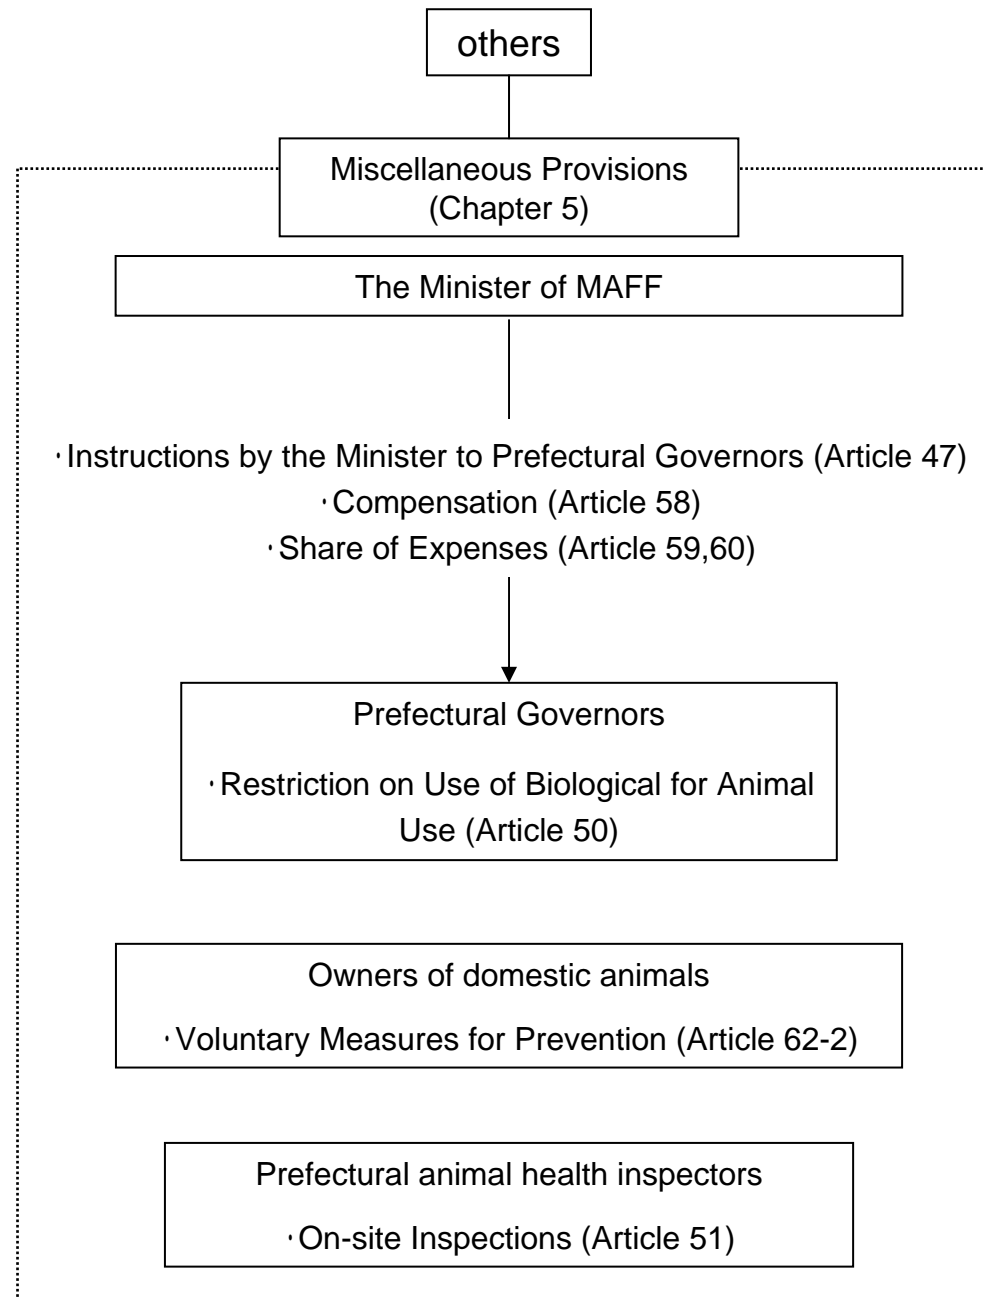 others
Miscellaneous Provisions
(Chapter 5)
The Minister of MAFF
・Instructions by the Minister to Prefectural Governors (Article 47)
・Compensation (Article 58)
・Share of Expenses (Article 59,60)
Prefectural Governors
・Restriction on Use of Biological for Animal
Use (Article 50)
Owners of domestic animals
・Voluntary Measures for Prevention (Article 62-2)
Prefectural animal health inspectors
・On-site Inspections (Article 51)